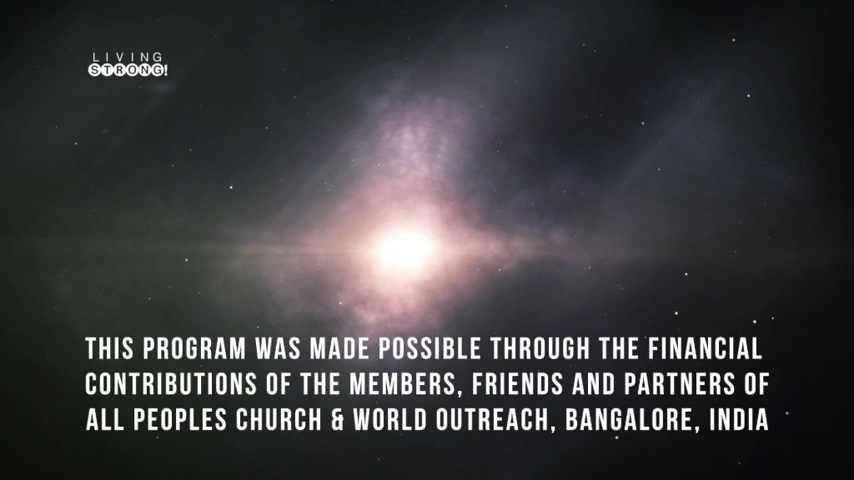 LIVING
STRONG!
THIS PROGRAM WAS MADE POSSIBLE THROUGH THE FINANCIAL
CONTRIBUTIONS OF THE MEMBERS, FRIENDS AND PARTNERS OF
ALL PEOPLES CHURCH & WORLD OUTREACH, BANGALORE, INDIA